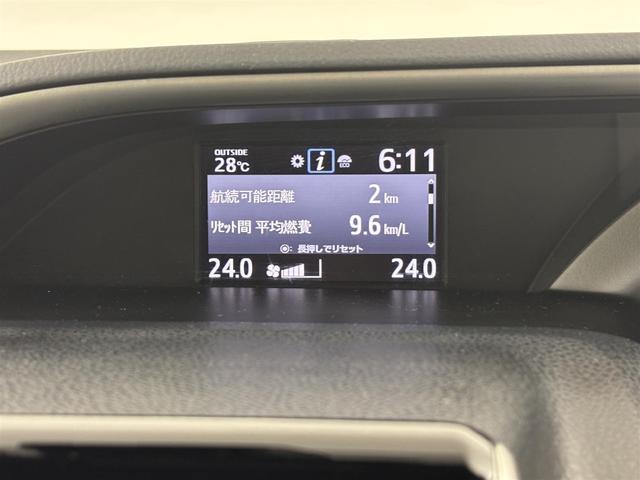 OUTSIDE
28℃ i ECO 6:11
航続可能距離 2 km
リセット間 平均燃費 9.6 km/L
◉: 長押しでリセット
24.0 24.0